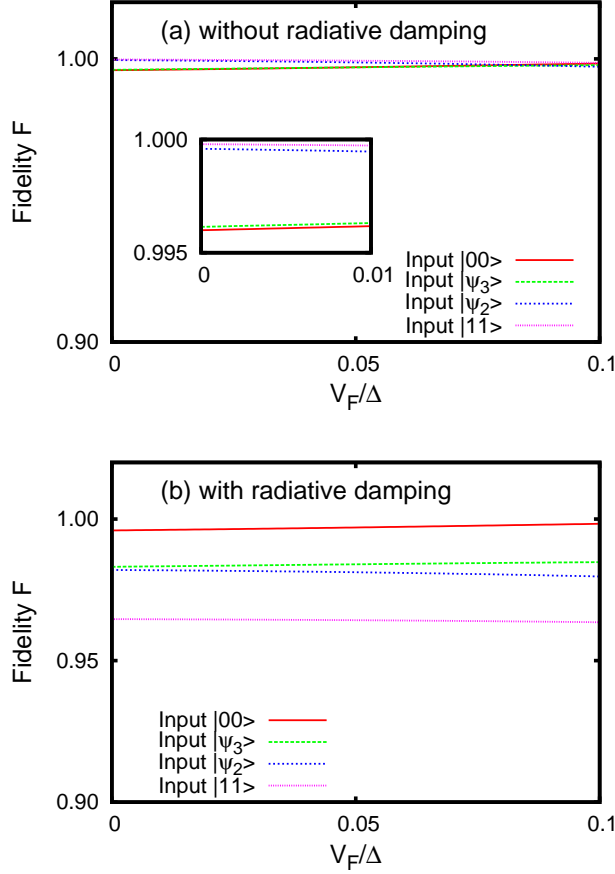 (a) without radiative damping
1.00
Fidelity F
1.000
0.995
0 0.01
Input |00>
Input |ψ3>
Input |ψ2>
Input |11>
0.90
0 0.05 0.1
V_F/Δ
(b) with radiative damping
1.00
Fidelity F
0.95
Input |00>
Input |ψ3>
Input |ψ2>
Input |11>
0.90
0 0.05 0.1
V_F/Δ